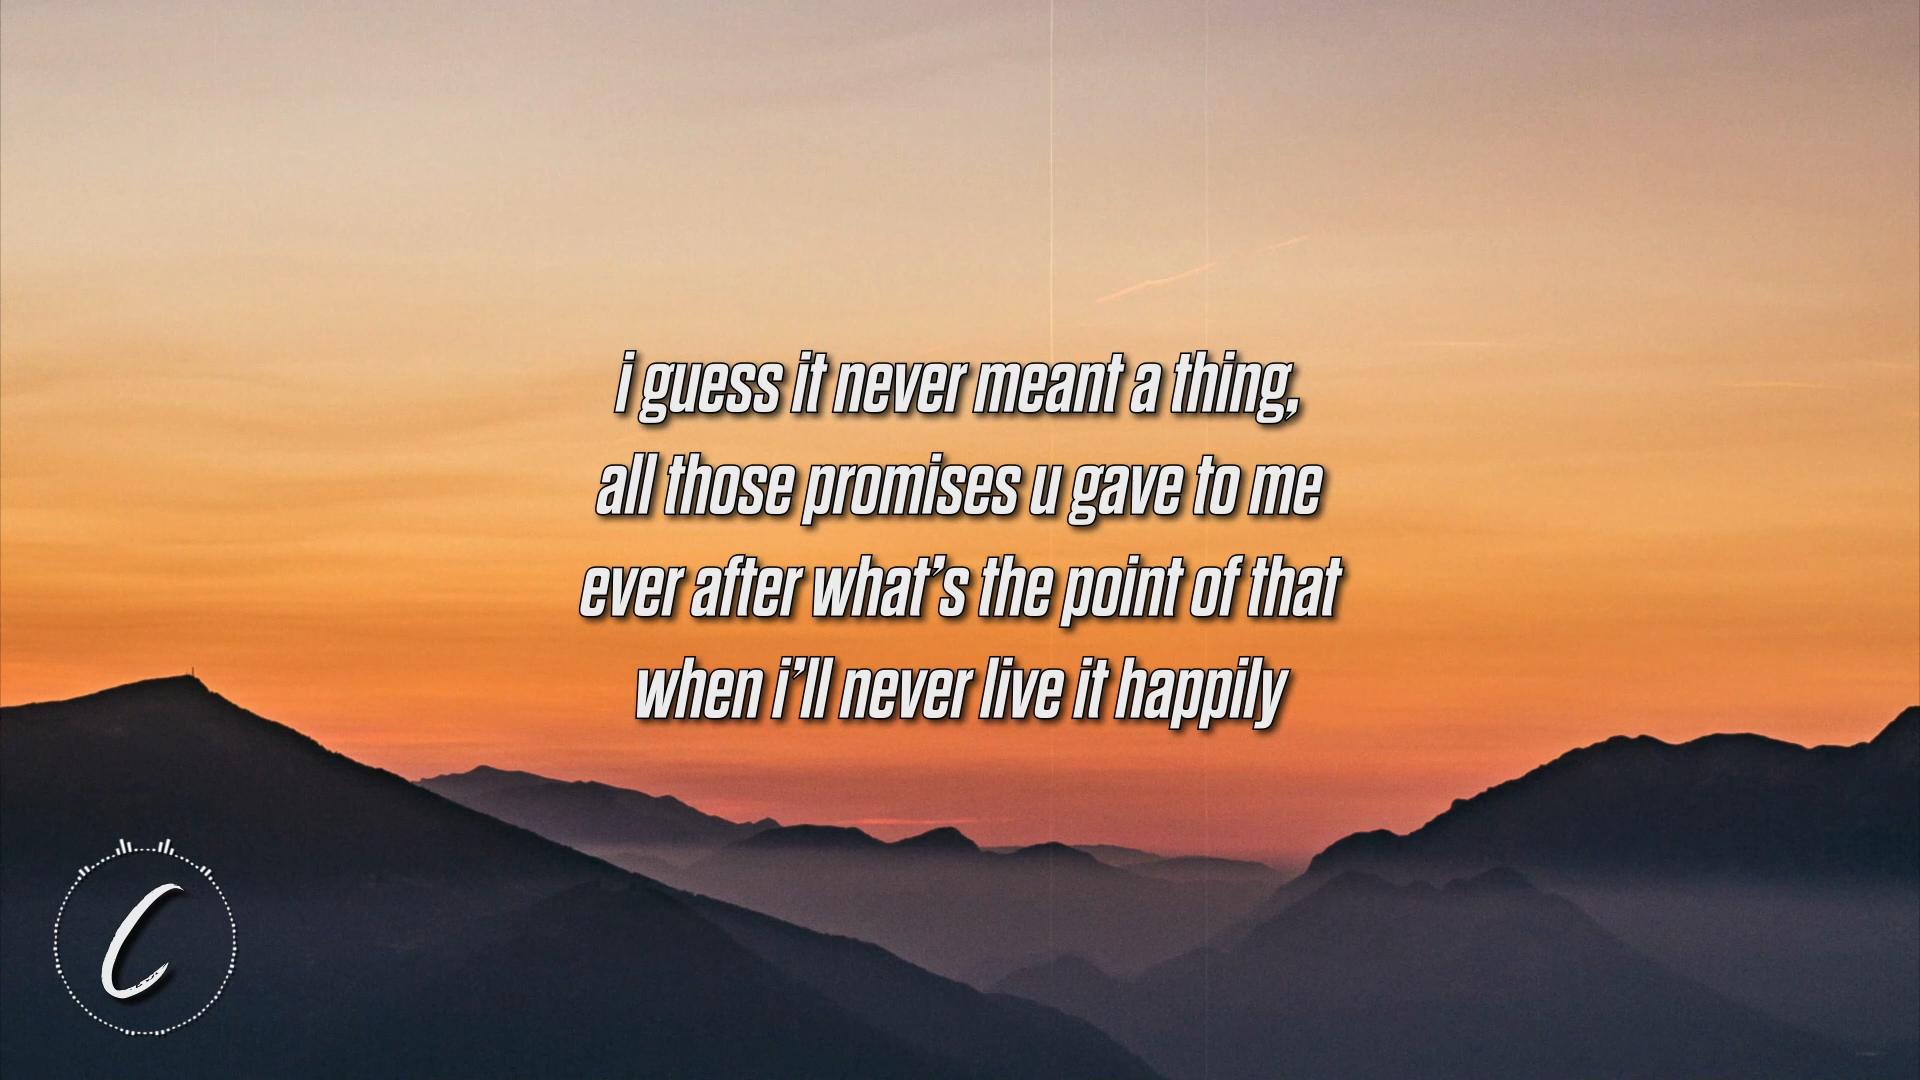 i guess it never meant a thing,
all those promises u gave to me
ever after what’s the point of that
when i’ll never live it happily
C